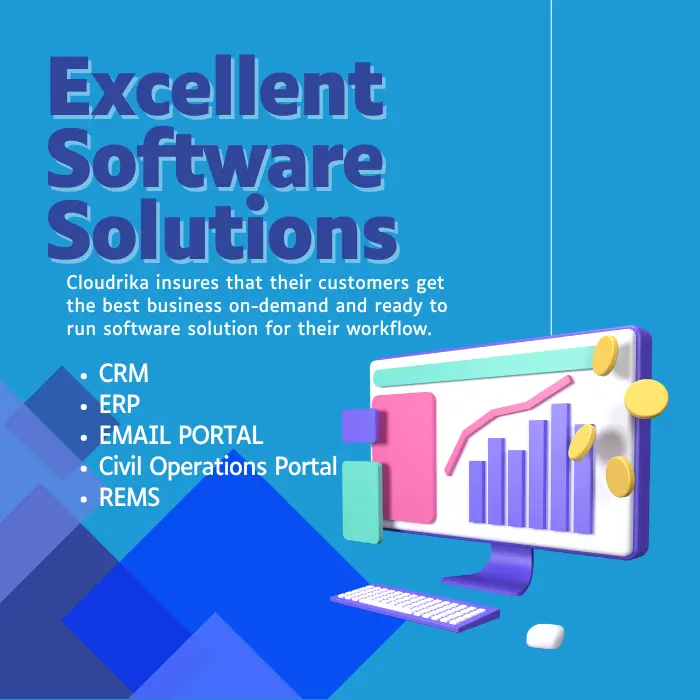 Excellent
Software
Solutions
Cloudrika insures that their customers get
the best business on-demand and ready to
run software solution for their workflow.
• CRM
• ERP
• EMAIL PORTAL
• Civil Operations Portal
• REMS